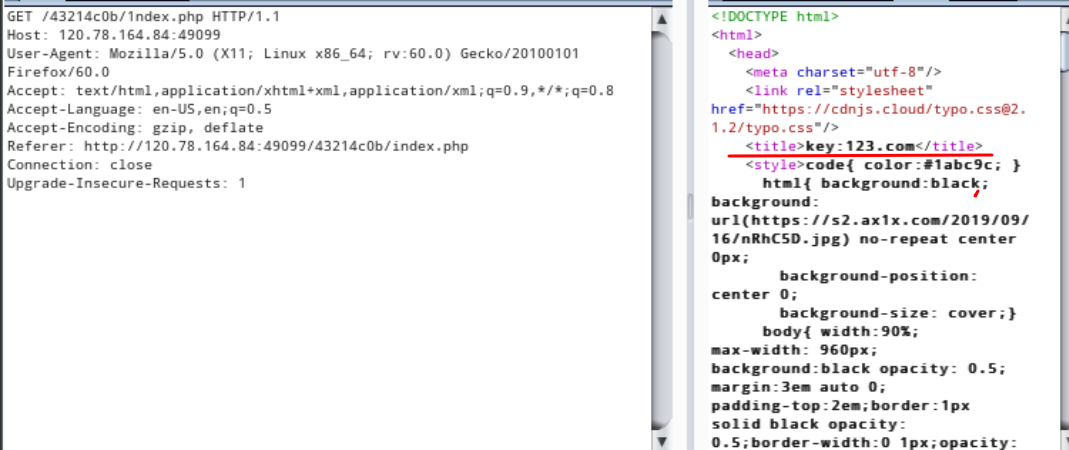 GET /43214c0b/1ndex.php HTTP/1.1
Host: 120.78.164.84:49099
User-Agent: Mozilla/5.0 (X11; Linux x86_64; rv:60.0) Gecko/20100101
Firefox/60.0
Accept: text/html,application/xhtml+xml,application/xml;q=0.9,*/*;q=0.8
Accept-Language: en-US,en;q=0.5
Accept-Encoding: gzip, deflate
Referer: http://120.78.164.84:49099/43214c0b/index.php
Connection: close
Upgrade-Insecure-Requests: 1
<!DOCTYPE html>
<html>
<head>
<meta charset="utf-8"/>
<link rel="stylesheet"
href="https://cdnjs.cloud/typo.css@2.
1.2/typo.css"/>
<title>key:123.com</title>
<style>code{ color:#1abc9c; }
html{ background:black;
background:
url(https://s2.ax1x.com/2019/09/
16/nRhC5D.jpg) no-repeat center
0px;
background-position:
center 0;
background-size: cover;}
body{ width:90%;
max-width: 960px;
background:black opacity: 0.5;
margin:3em auto 0;
padding-top:2em;border:1px
solid black opacity:
0.5;border-width:0 1px;opacity: